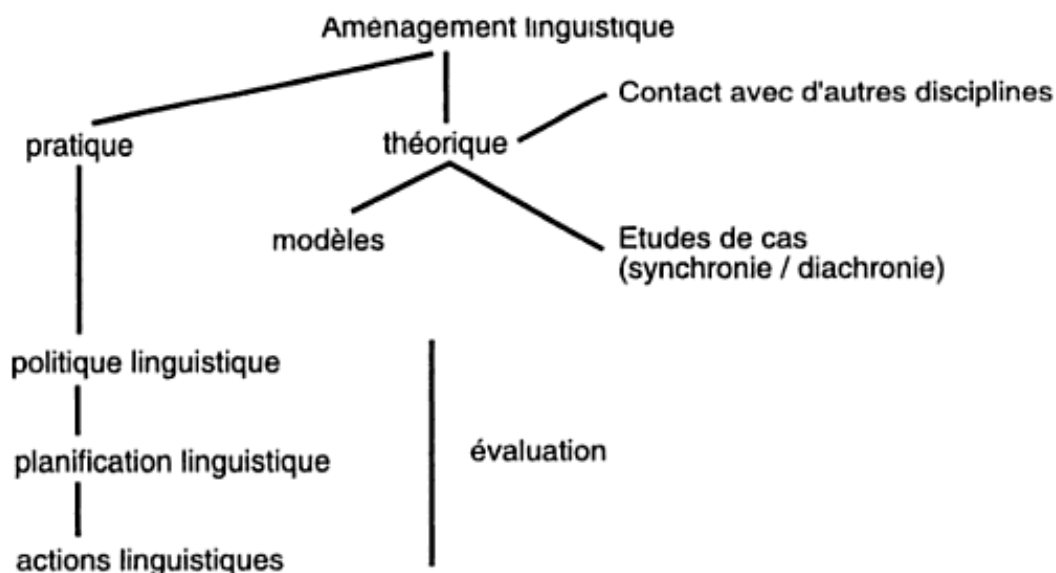 Aménagement linguistique
Contact avec d'autres disciplines
pratique
théorique
modèles
Etudes de cas
(synchronie / diachronie)
politique linguistique
planification linguistique
évaluation
actions linguistiques